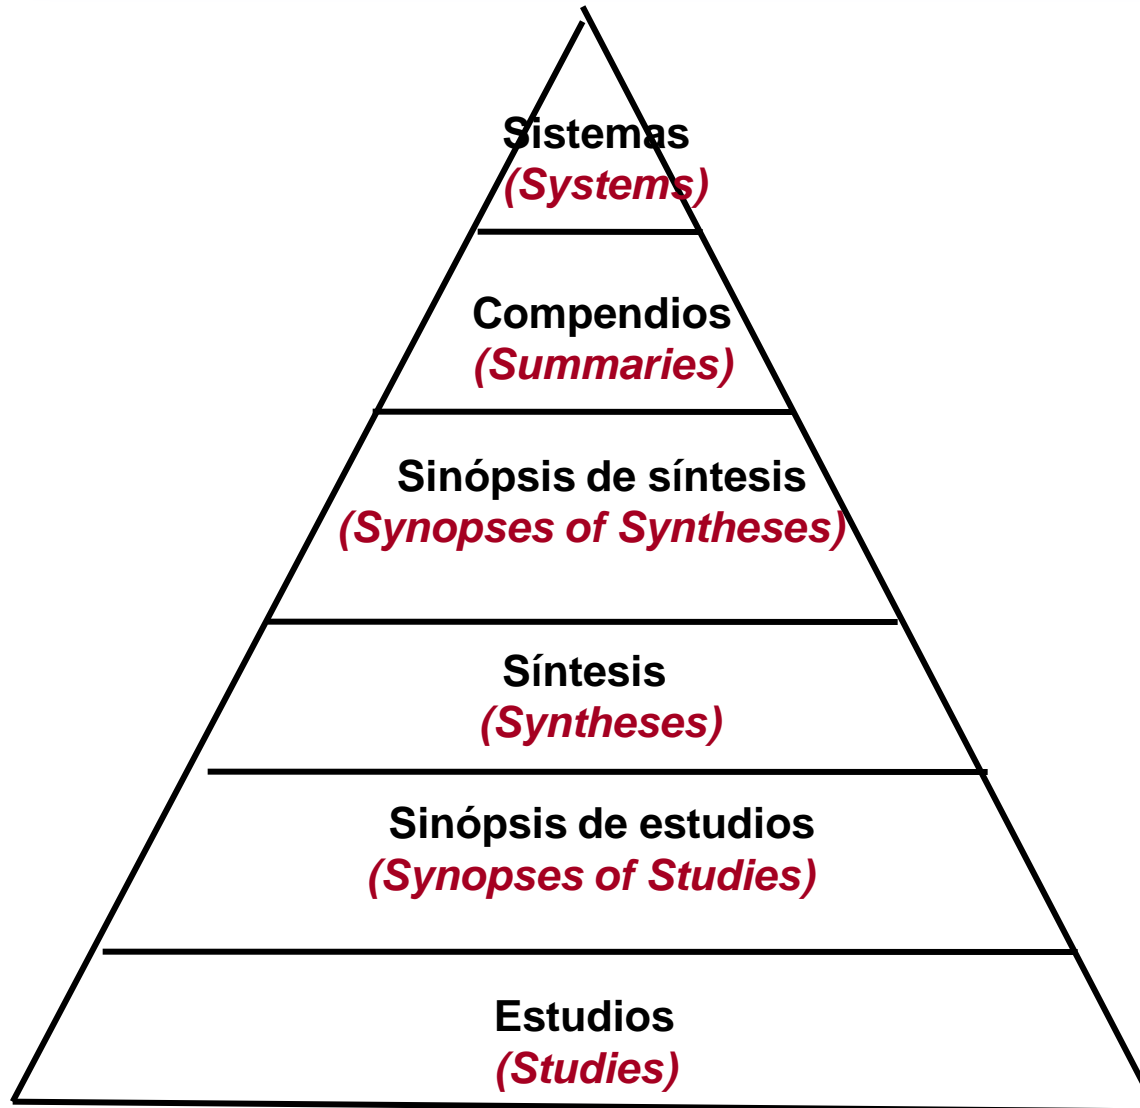 Sistemas
(Systems)
Compendios
(Summaries)
Sinópsis de síntesis
(Synopses of Syntheses)
Síntesis
(Syntheses)
Sinópsis de estudios
(Synopses of Studies)
Estudios
(Studies)